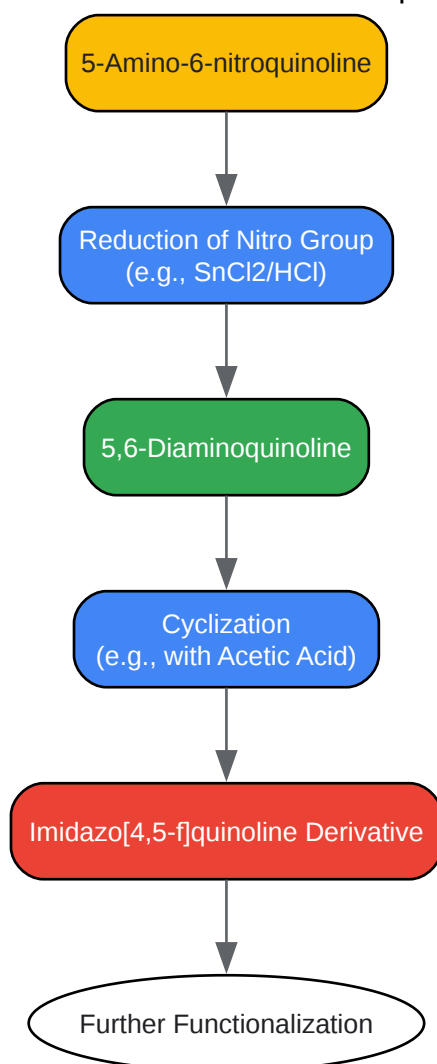 5-Amino-6-nitroquinoline
Reduction of Nitro Group
(e.g., SnCl2/HCl)
5,6-Diaminoquinoline
Cyclization
(e.g., with Acetic Acid)
Imidazo[4,5-f]quinoline Derivative
Further Functionalization